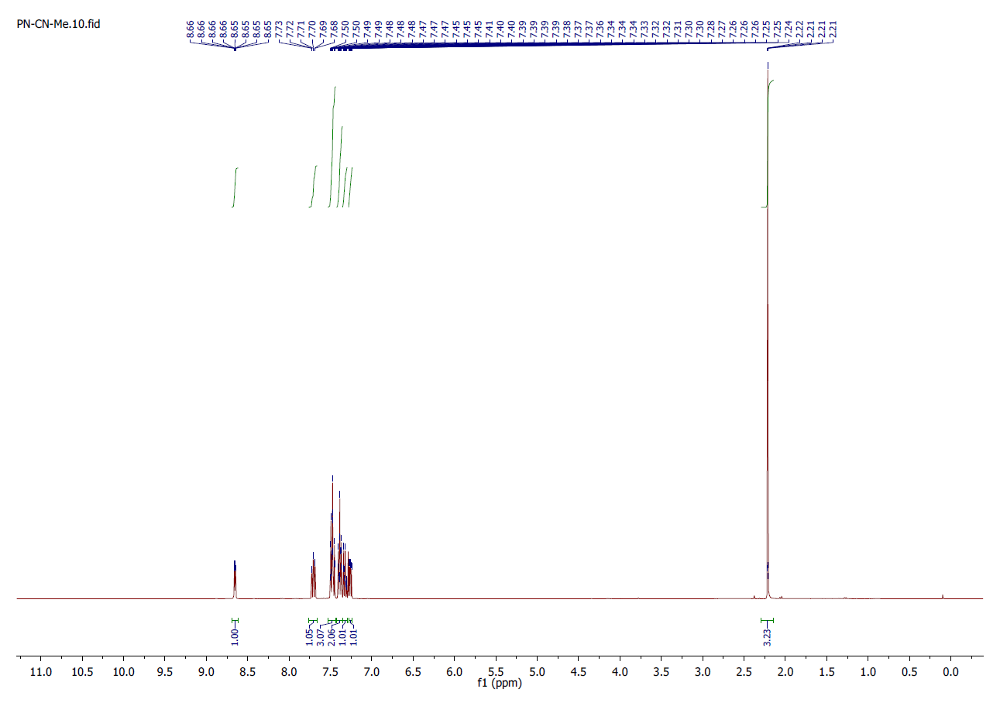 PN-CN-Me.10.fid
8.66 8.66 8.66 8.66 8.65 8.65 8.65 8.65 7.73 7.72 7.71 7.70 7.69 7.68 7.50 7.50 7.49 7.49 7.48 7.48 7.48 7.47 7.47 7.47 7.45 7.45 7.45 7.41 7.40 7.40 7.39 7.39 7.39 7.39 7.38 7.37 7.37 7.36 7.34 7.34 7.34 7.33 7.32 7.32 7.31 7.30 7.30 7.28 7.27 7.26 7.26 7.26 7.25 7.25 7.24 2.22 2.21 2.21 2.21
1.00 1.05 3.07 2.06 1.01 1.01 3.23
11.0 10.5 10.0 9.5 9.0 8.5 8.0 7.5 7.0 6.5 6.0 5.5 5.0 4.5 4.0 3.5 3.0 2.5 2.0 1.5 1.0 0.5 0.0
f1 (ppm)